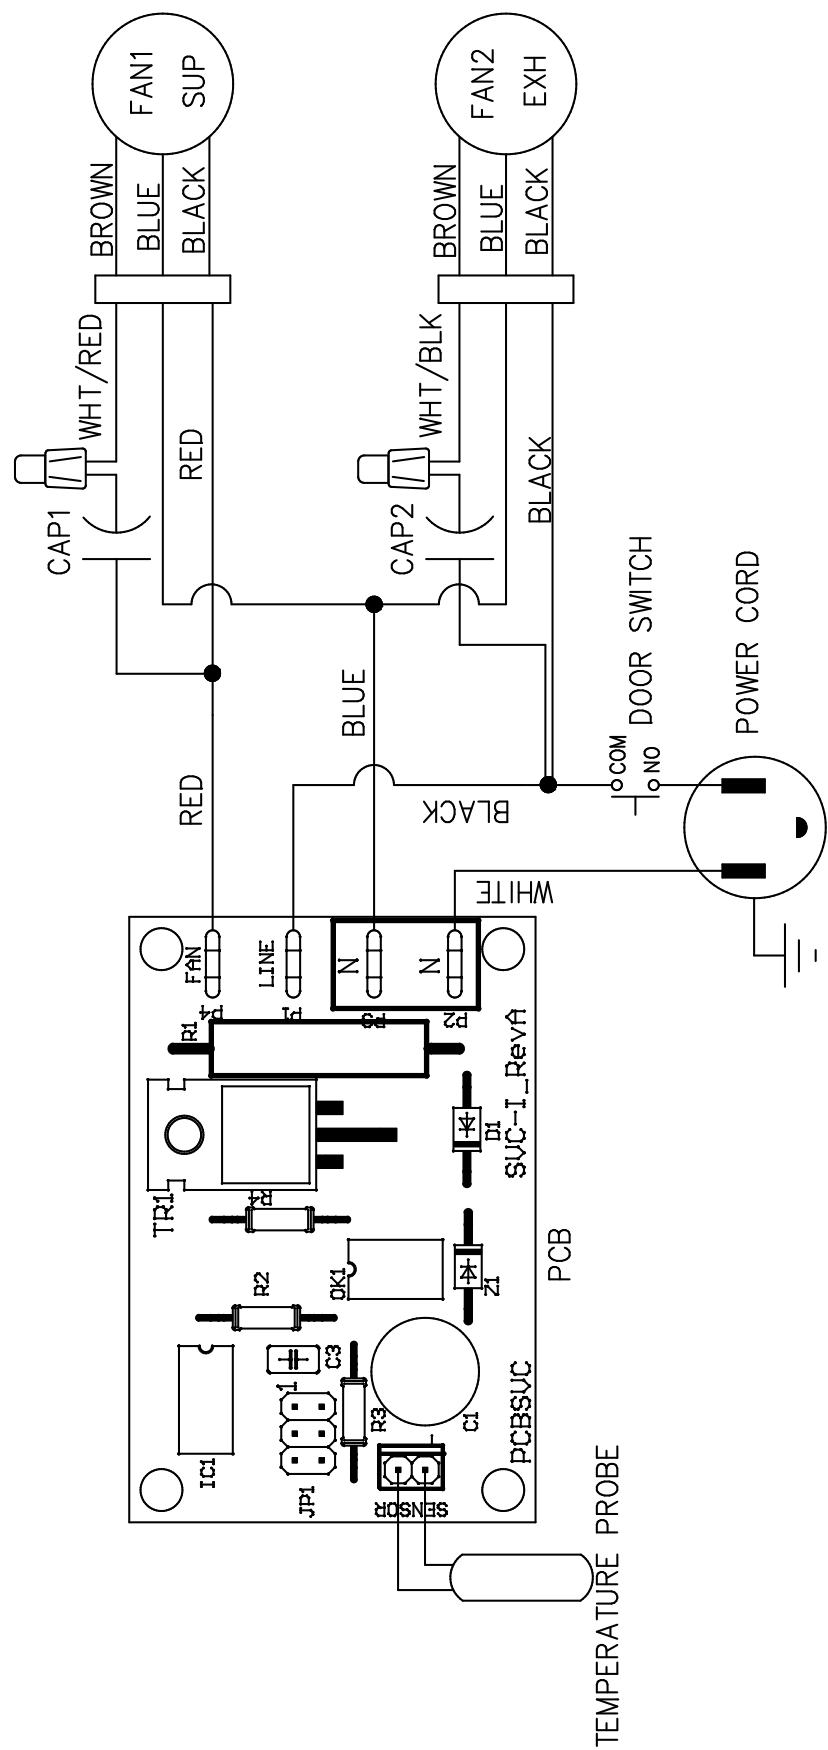 FAN1
SUP
FAN2
EXH
BROWN
BLUE
BLACK
BROWN
BLUE
BLACK
WHT/RED
RED
WHT/BLK
BLACK
CAP1
CAP2
BLUE
RED
BLACK
DOOR SWITCH
COM
NO
POWER CORD
WHITE
FAN
LINE
N
N
P4
P1
P3
P2
R1
SVC-I_RevA
D1
TR1
R4
PCB
R2
OK1
Z1
C3
1
R3
C1
IC1
JP1
PCBSVC
SENSOR
TEMPERATURE PROBE